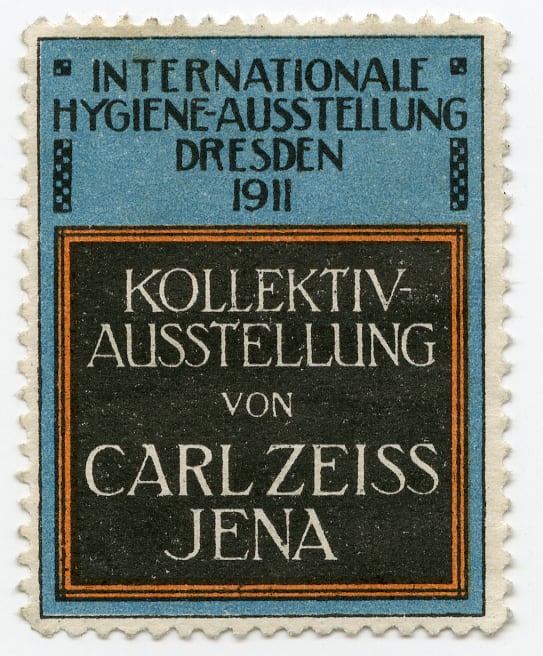 INTERNATIONALE
HYGIENE-AUSSTELLUNG
DRESDEN
1911
KOLLEKTIV-
AUSSTELLUNG
VON
CARL ZEISS
JENA